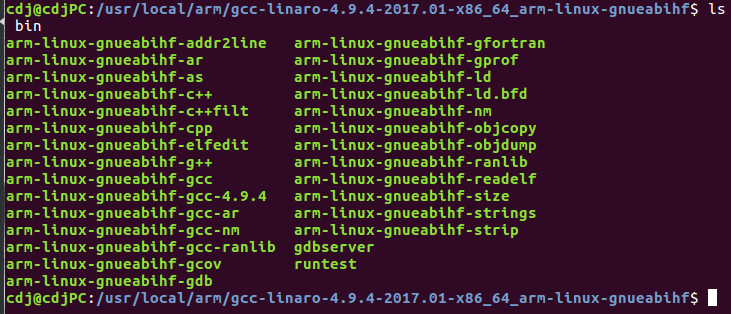 cdj@cdjPC:/usr/local/arm/gcc-linaro-4.9.4-2017.01-x86_64_arm-linux-gnueabihf$ ls
bin
arm-linux-gnueabihf-addr2line arm-linux-gnueabihf-gfortran
arm-linux-gnueabihf-ar arm-linux-gnueabihf-gprof
arm-linux-gnueabihf-as arm-linux-gnueabihf-ld
arm-linux-gnueabihf-c++ arm-linux-gnueabihf-ld.bfd
arm-linux-gnueabihf-c++filt arm-linux-gnueabihf-nm
arm-linux-gnueabihf-cpp arm-linux-gnueabihf-objcopy
arm-linux-gnueabihf-elfedit arm-linux-gnueabihf-objdump
arm-linux-gnueabihf-g++ arm-linux-gnueabihf-ranlib
arm-linux-gnueabihf-gcc arm-linux-gnueabihf-readelf
arm-linux-gnueabihf-gcc-4.9.4 arm-linux-gnueabihf-size
arm-linux-gnueabihf-gcc-ar arm-linux-gnueabihf-strings
arm-linux-gnueabihf-gcc-nm arm-linux-gnueabihf-strip
arm-linux-gnueabihf-gcc-ranlib gdbserver
arm-linux-gnueabihf-gcov runtest
arm-linux-gnueabihf-gdb
cdj@cdjPC:/usr/local/arm/gcc-linaro-4.9.4-2017.01-x86_64_arm-linux-gnueabihf$